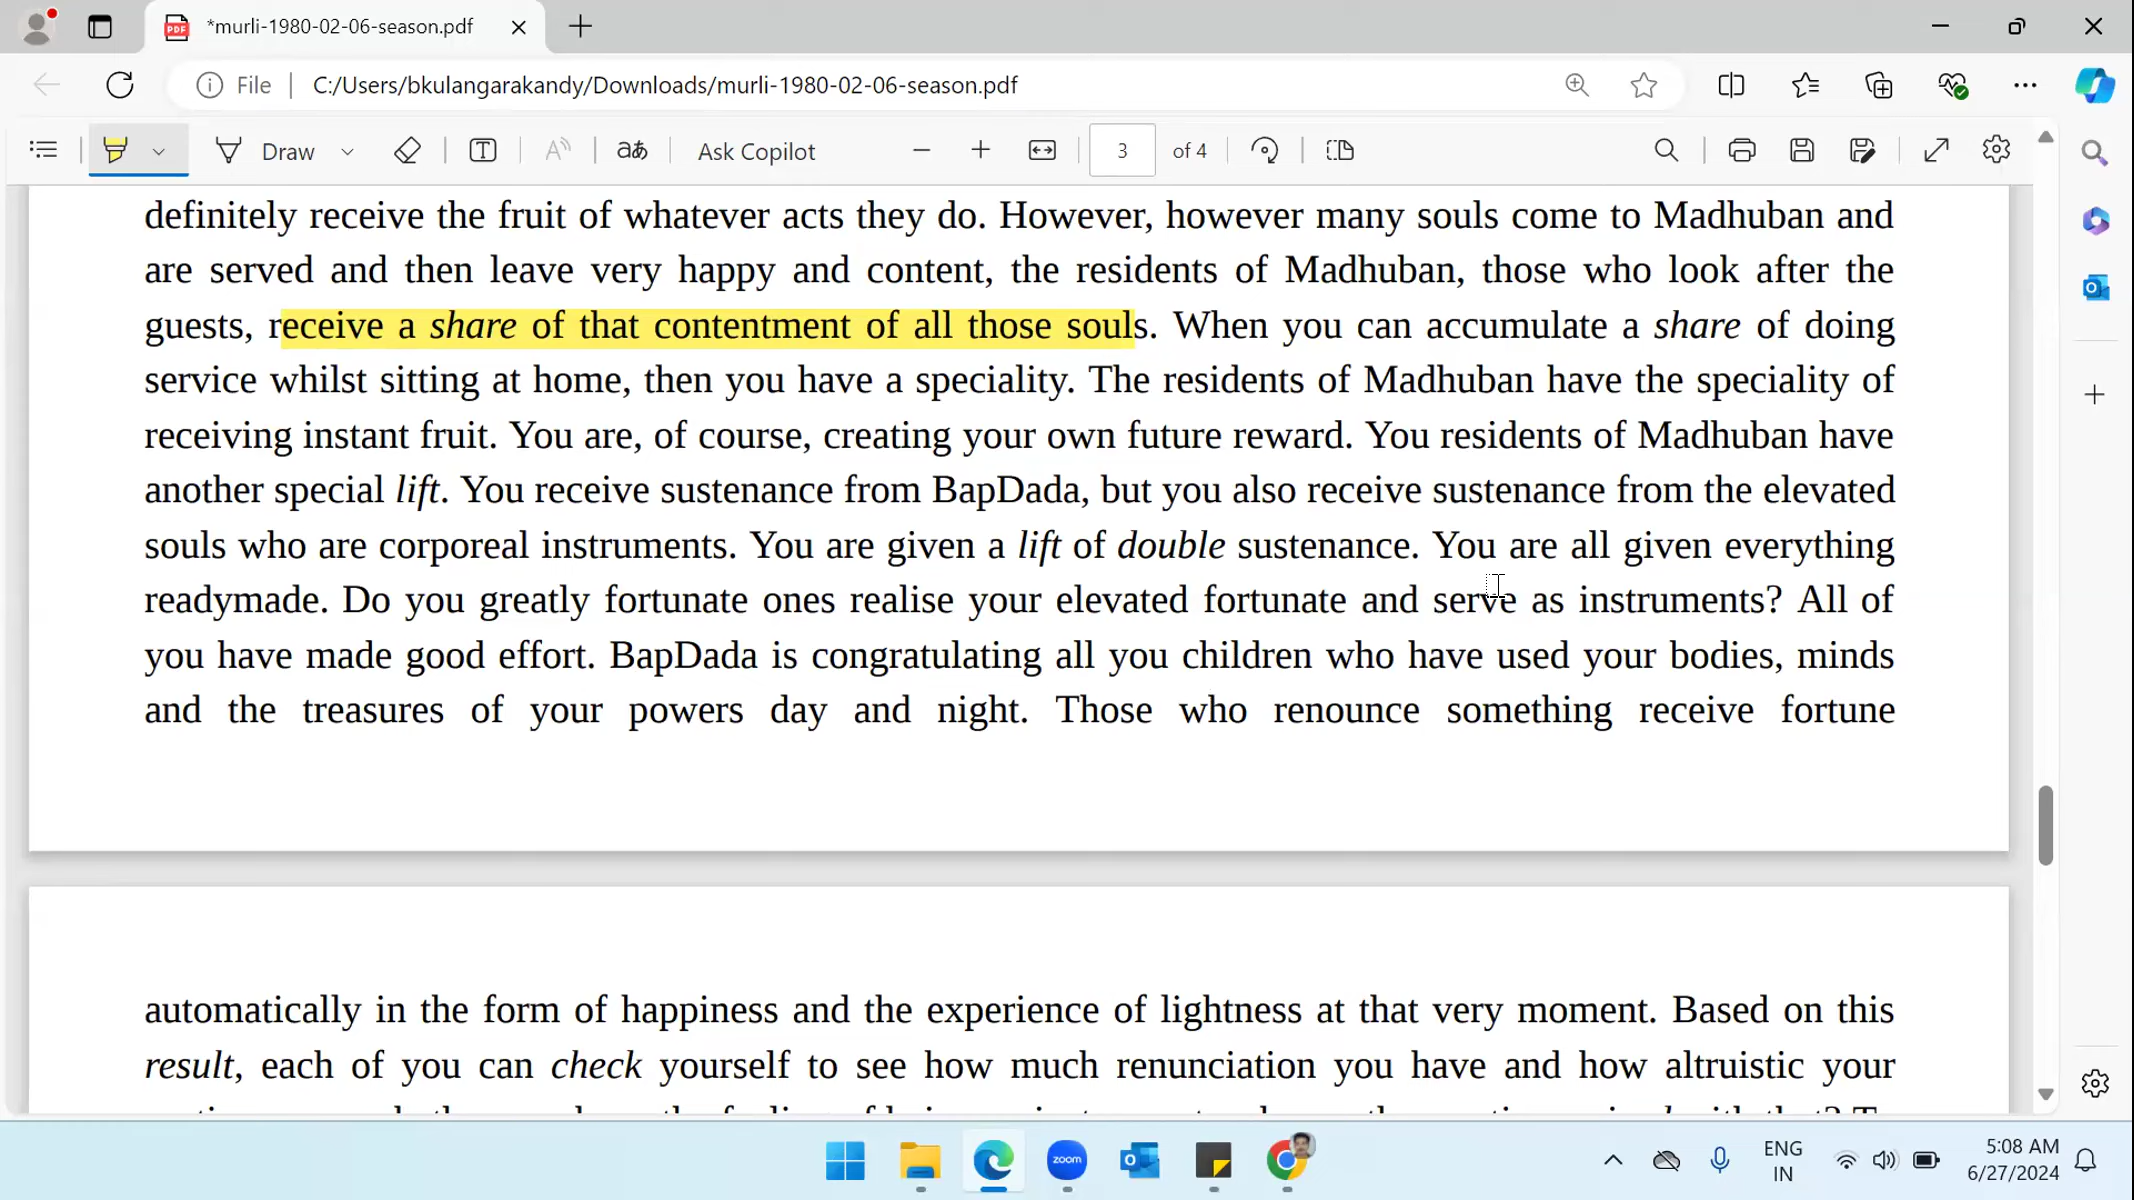 *murli-1980-02-06-season.pdf
File | C:/Users/bkulangarakandy/Downloads/murli-1980-02-06-season.pdf
Draw Ask Copilot 3 of 4
definitely receive the fruit of whatever acts they do. However, however many souls come to Madhuban and
are served and then leave very happy and content, the residents of Madhuban, those who look after the
guests, receive a share of that contentment of all those souls. When you can accumulate a share of doing
service whilst sitting at home, then you have a speciality. The residents of Madhuban have the speciality of
receiving instant fruit. You are, of course, creating your own future reward. You residents of Madhuban have
another special lift. You receive sustenance from BapDada, but you also receive sustenance from the elevated
souls who are corporeal instruments. You are given a lift of double sustenance. You are all given everything
readymade. Do you greatly fortunate ones realise your elevated fortunate and serve as instruments? All of
you have made good effort. BapDada is congratulating all you children who have used your bodies, minds
and the treasures of your powers day and night. Those who renounce something receive fortune
automatically in the form of happiness and the experience of lightness at that very moment. Based on this
result, each of you can check yourself to see how much renunciation you have and how altruistic your
zoom
ENG
IN
5:08 AM
6/27/2024